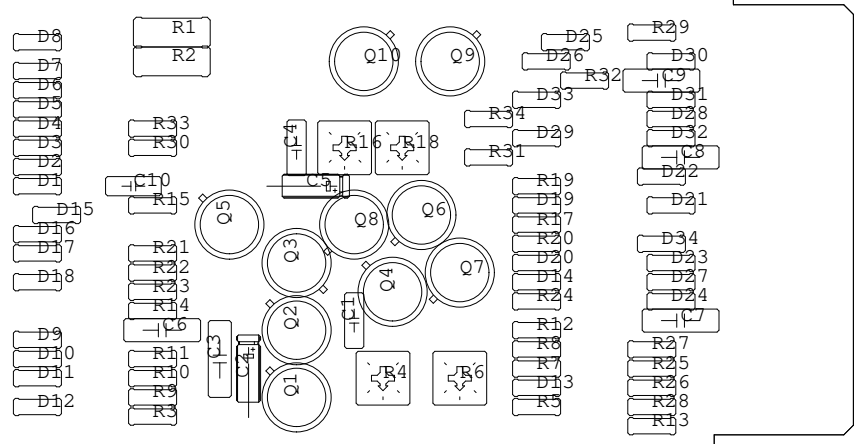 D8
D7
D6
D5
D4
D3
D2
D1
D15
D16
D17
D18
D9
D10
D11
D12
R1
R2
R33
R30
C10
R15
R21
R22
R23
R14
C6
R11
R10
R9
R3
Q10
Q9
C4
R16
R18
C5
Q5
Q8
Q6
Q3
Q7
Q4
Q2
C1
C3
C2
Q1
R4
R6
D25
D26
R32
D33
R34
D29
R31
R19
D19
R17
R20
D20
D14
R24
R12
R8
R7
D13
R5
R29
D30
C9
D31
D28
D32
C8
D22
D21
D34
D23
D27
D24
C7
R27
R25
R26
R28
R13